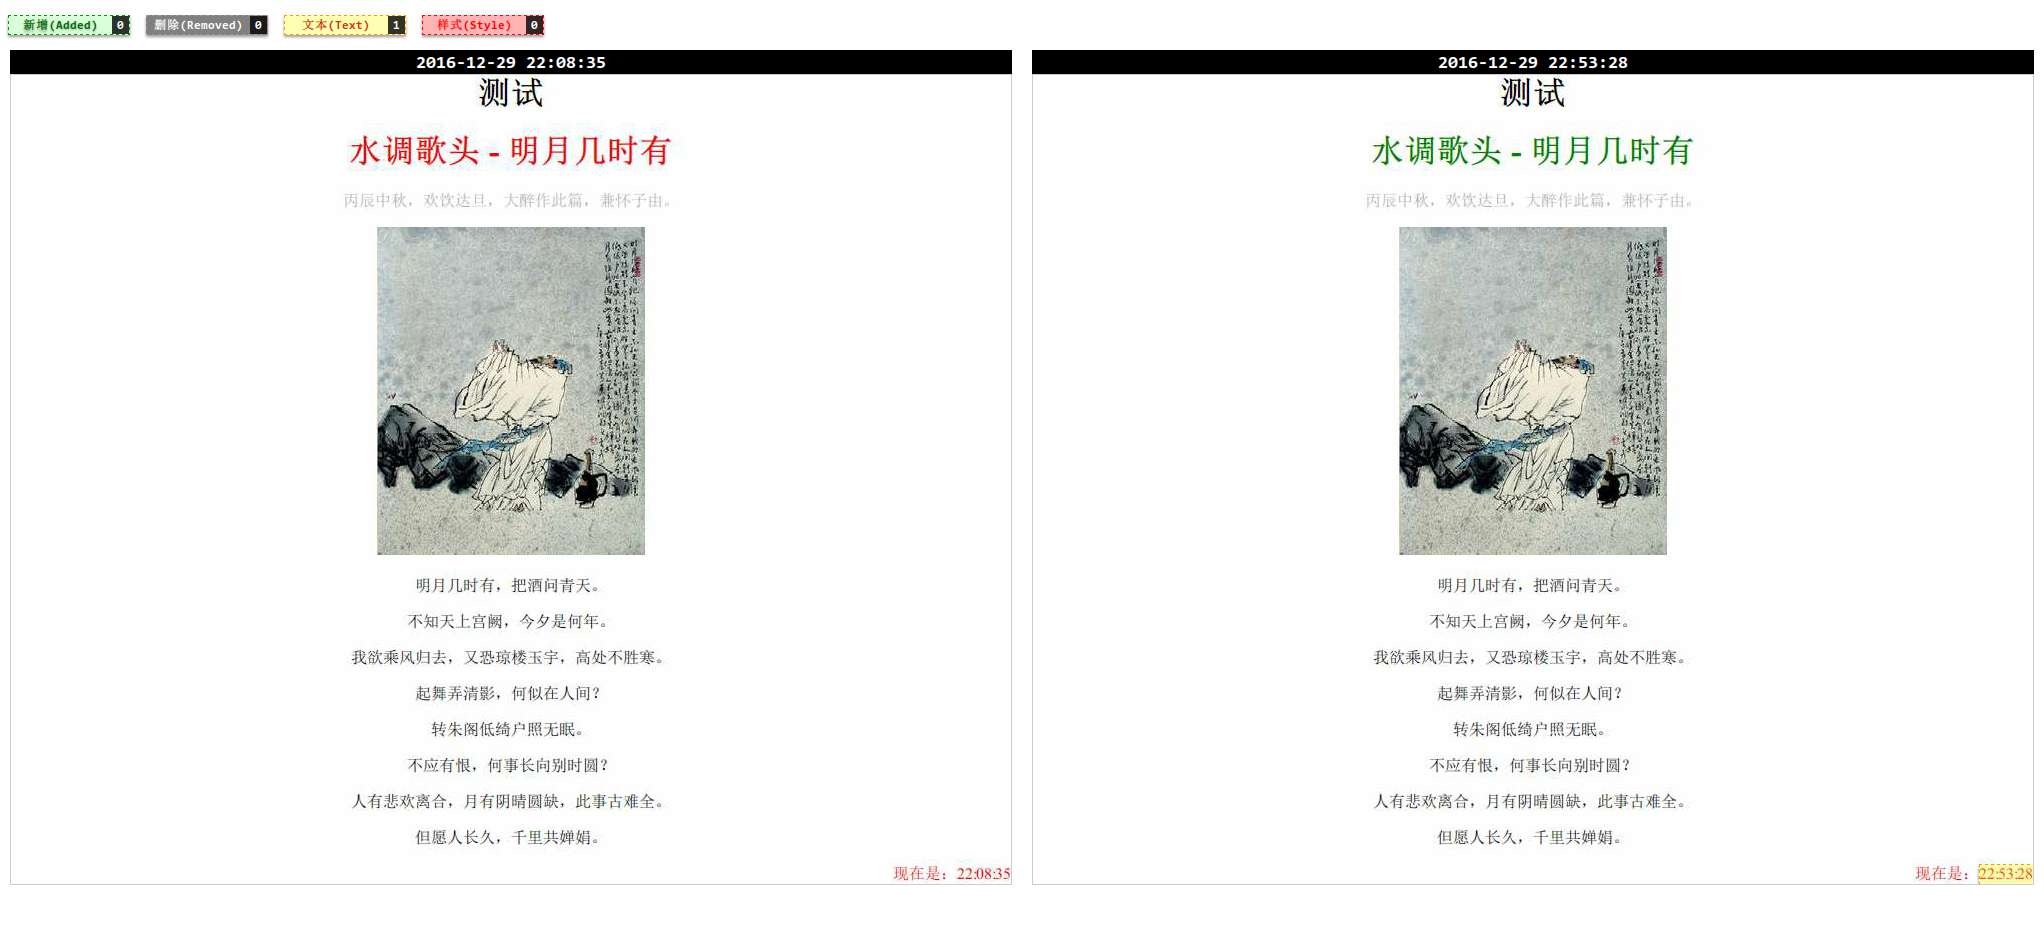 新增(Added) 0 删除(Removed) 0 文本(Text) 1 样式(Style) 0
2016-12-29 22:08:35
测试
水调歌头 - 明月几时有
丙辰中秋，欢饮达旦，大醉作此篇，兼怀子由。
明月几时有，把酒问青天。
不知天上宫阙，今夕是何年。
我欲乘风归去，又恐琼楼玉宇，高处不胜寒。
起舞弄清影，何似在人间？
转朱阁低绮户照无眠。
不应有恨，何事长向别时圆？
人有悲欢离合，月有阴晴圆缺，此事古难全。
但愿人长久，千里共婵娟。
现在是：22:08:35
2016-12-29 22:53:28
测试
水调歌头 - 明月几时有
丙辰中秋，欢饮达旦，大醉作此篇，兼怀子由。
明月几时有，把酒问青天。
不知天上宫阙，今夕是何年。
我欲乘风归去，又恐琼楼玉宇，高处不胜寒。
起舞弄清影，何似在人间？
转朱阁低绮户照无眠。
不应有恨，何事长向别时圆？
人有悲欢离合，月有阴晴圆缺，此事古难全。
但愿人长久，千里共婵娟。
现在是：22:53:28